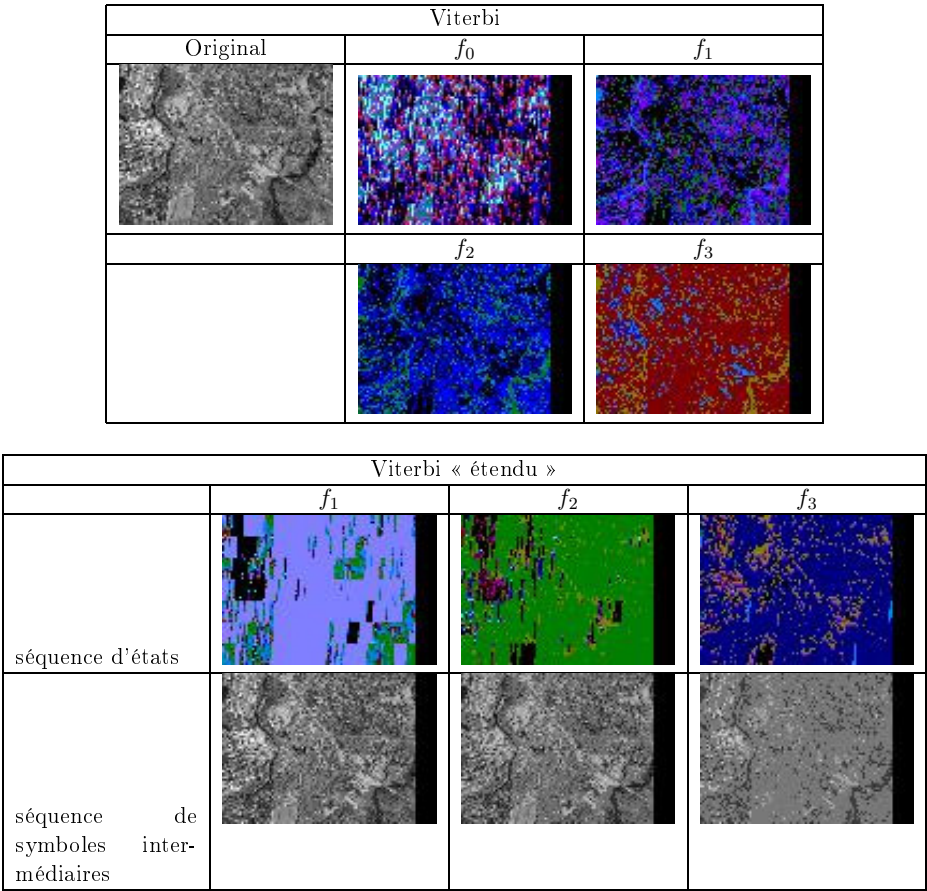 Viterbi
Original f₀ f₁
f₂ f₃
Viterbi « étendu »
f₁ f₂ f₃
séquence d'états
séquence de
symboles inter-
médiaires